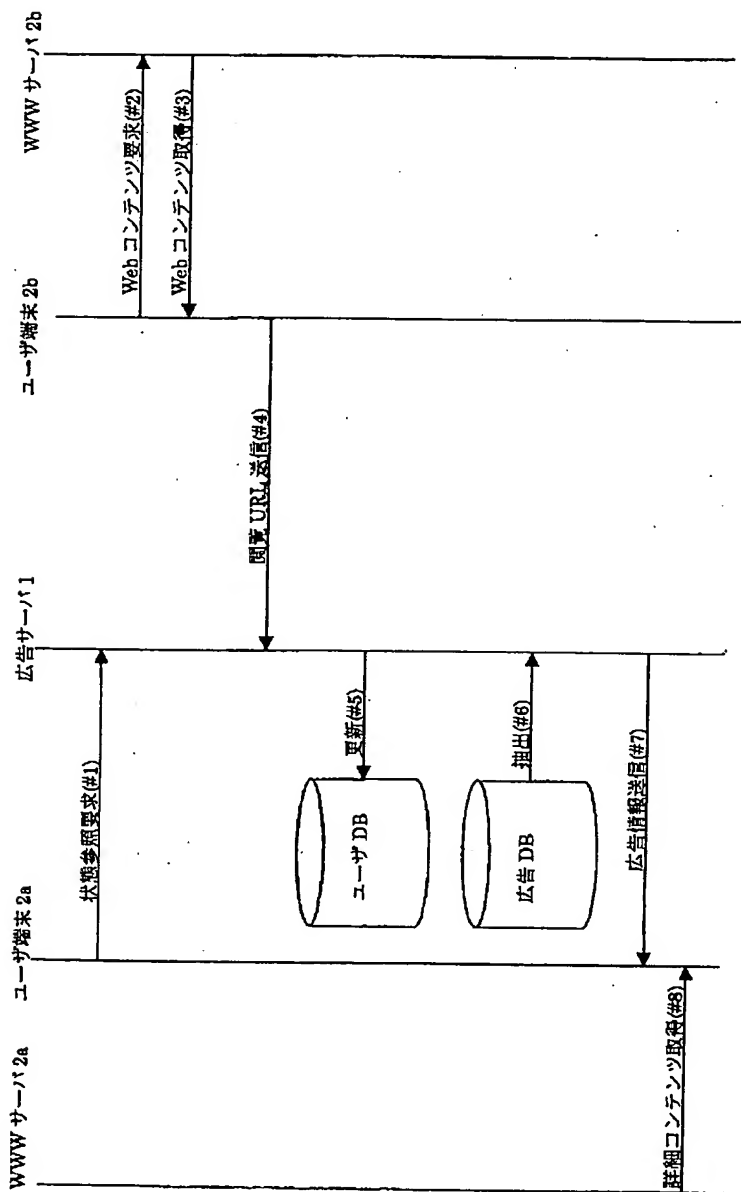 WWW サーバ 2a
ユーザ端末 2a
広告サーバ 1
ユーザ端末 2b
WWW サーバ 2b
状態参照要求(#1)
Web コンテンツ要求(#2)
Web コンテンツ取得(#3)
閲覧 URL 送信(#4)
更新(#5)
ユーザ DB
抽出(#6)
広告 DB
広告情報送信(#7)
詳細コンテンツ取得(#8)